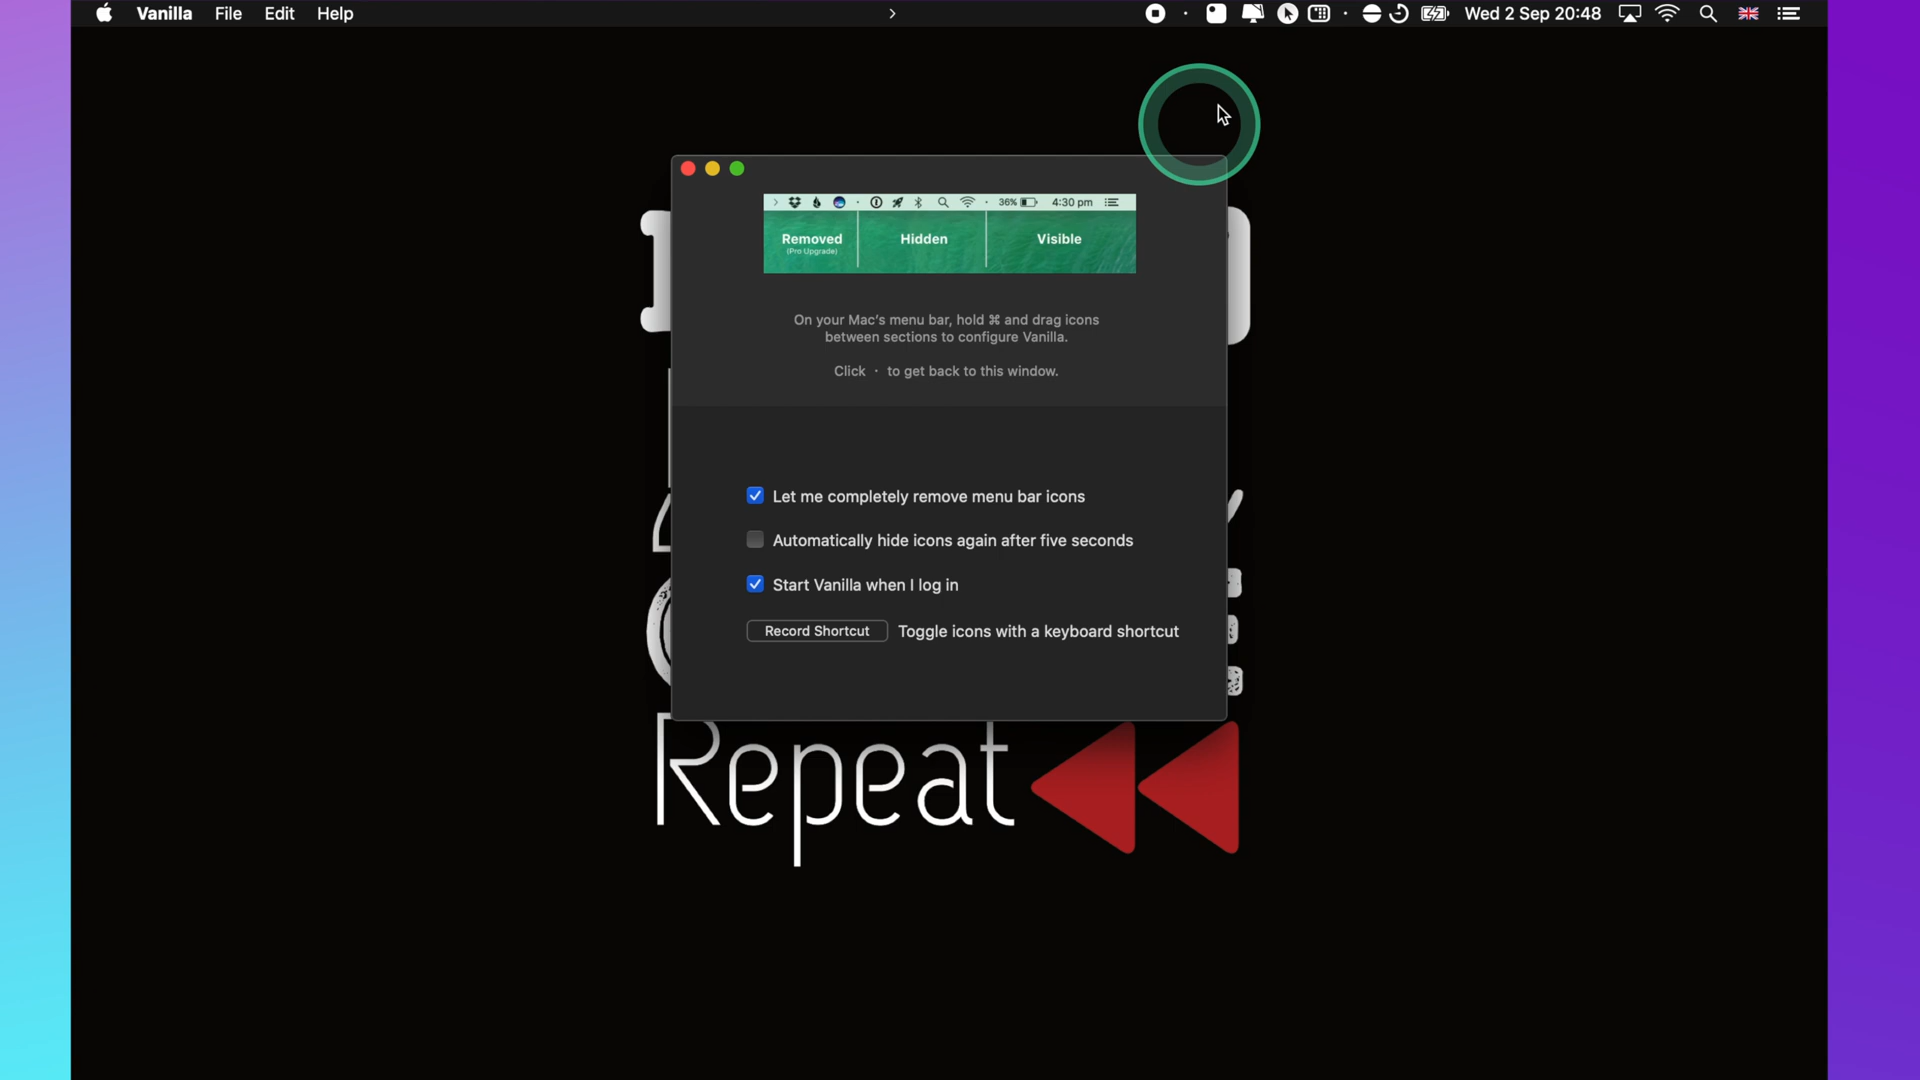 Vanilla File Edit Help
Wed 2 Sep 20:48
36% 4:30 pm
Removed Hidden Visible
(Pro Upgrade)
On your Mac's menu bar, hold ⌘ and drag icons
between sections to configure Vanilla.
Click · to get back to this window.
Let me completely remove menu bar icons
Automatically hide icons again after five seconds
Start Vanilla when I log in
Record Shortcut Toggle icons with a keyboard shortcut
Repeat